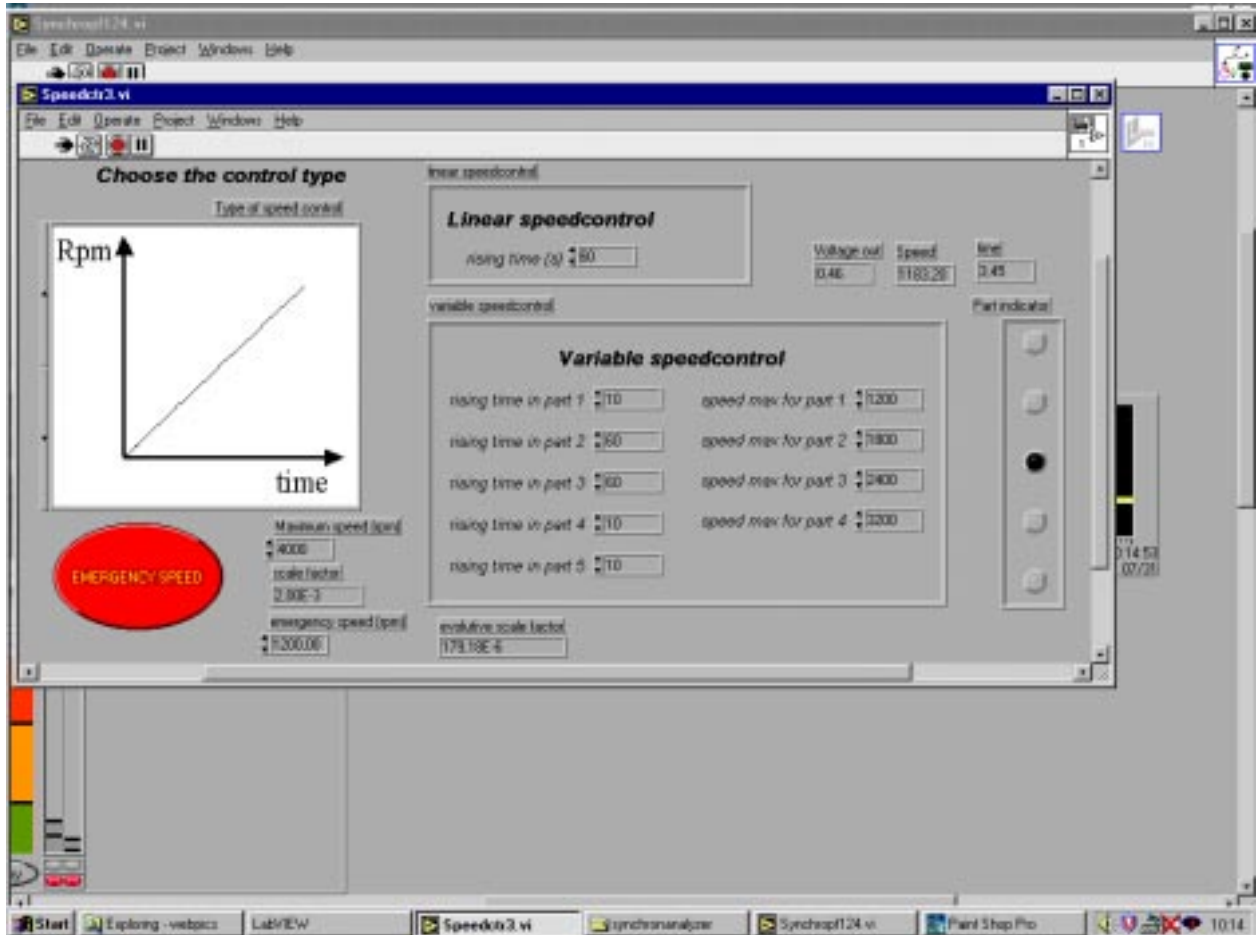 Synchropf124.vi
File Edit Operate Project Windows Help
Speedctr3.vi
File Edit Operate Project Windows Help
Choose the control type
Type of speed control
Rpm
time
linear speedcontrol
Linear speedcontrol
rising time (s) 60
Voltage out
0.46
Speed
1183.20
time
3.45
Part indicator
variable speedcontrol
Variable speedcontrol
rising time in part 1 10 speed max for part 1 1200
rising time in part 2 60 speed max for part 2 1800
rising time in part 3 60 speed max for part 3 2400
rising time in part 4 10 speed max for part 4 3200
rising time in part 5 10
EMERGENCY SPEED
Maximum speed (rpm)
4000
scale factor
2.00E-3
emergency speed (rpm)
1200.00
evolutive scale factor
179.18E-6
0:14:53
07/31
Start Exploring - webpics LabVIEW Speedctr3.vi synchronanalyzer Synchropf124.vi Paint Shop Pro 10:14